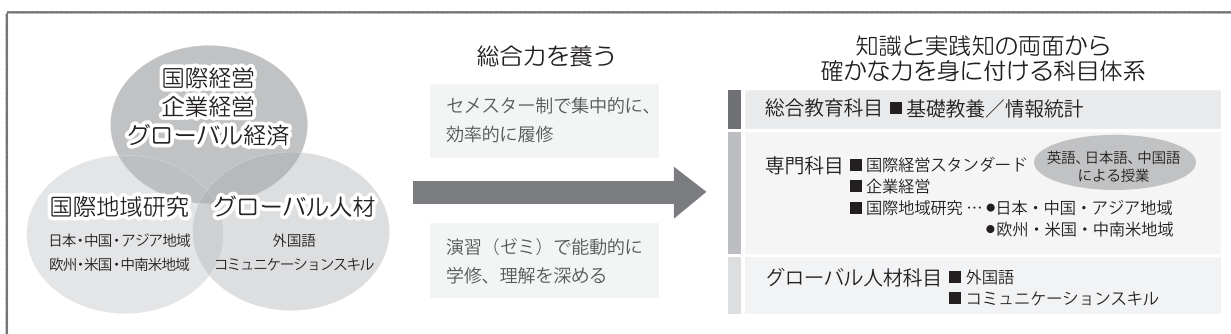 国際経営
企業経営
グローバル経済
国際地域研究
日本・中国・アジア地域
欧州・米国・中南米地域
グローバル人材
外国語
コミュニケーションスキル
総合力を養う
セメスター制で集中的に、
効率的に履修
演習（ゼミ）で能動的に
学修、理解を深める
知識と実践知の両面から
確かな力を身に付ける科目体系
総合教育科目 ■ 基礎教養／情報統計
専門科目 ■ 国際経営スタンダード
■ 企業経営
■ 国際地域研究 … ●日本・中国・アジア地域
●欧州・米国・中南米地域
英語、日本語、中国語
による授業
グローバル人材科目 ■ 外国語
■ コミュニケーションスキル